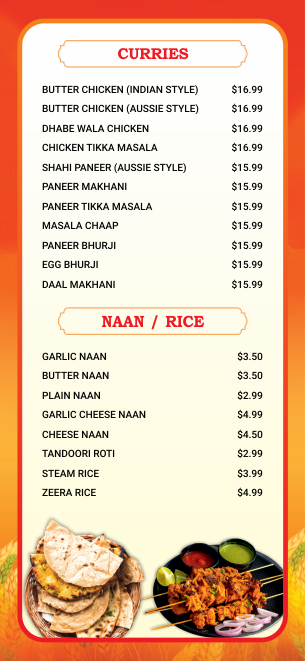 CURRIES
BUTTER CHICKEN (INDIAN STYLE) $16.99
BUTTER CHICKEN (AUSSIE STYLE) $16.99
DHABE WALA CHICKEN $16.99
CHICKEN TIKKA MASALA $16.99
SHAHI PANEER (AUSSIE STYLE) $15.99
PANEER MAKHANI $15.99
PANEER TIKKA MASALA $15.99
MASALA CHAAP $15.99
PANEER BHURJI $15.99
EGG BHURJI $15.99
DAAL MAKHANI $15.99
NAAN / RICE
GARLIC NAAN $3.50
BUTTER NAAN $3.50
PLAIN NAAN $2.99
GARLIC CHEESE NAAN $4.99
CHEESE NAAN $4.50
TANDOORI ROTI $2.99
STEAM RICE $3.99
ZEERA RICE $4.99